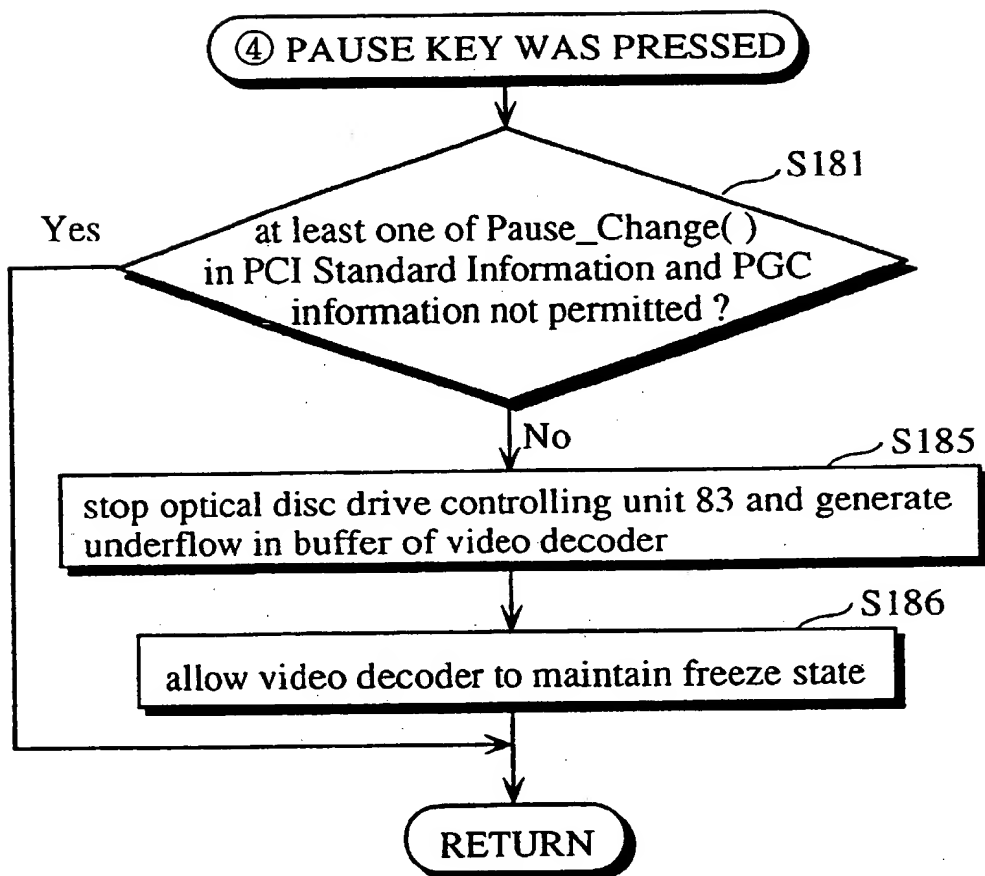 ④ PAUSE KEY WAS PRESSED
S181
Yes
at least one of Pause_Change( )
in PCI Standard Information and PGC
information not permitted ?
No
S185
stop optical disc drive controlling unit 83 and generate
underflow in buffer of video decoder
S186
allow video decoder to maintain freeze state
RETURN